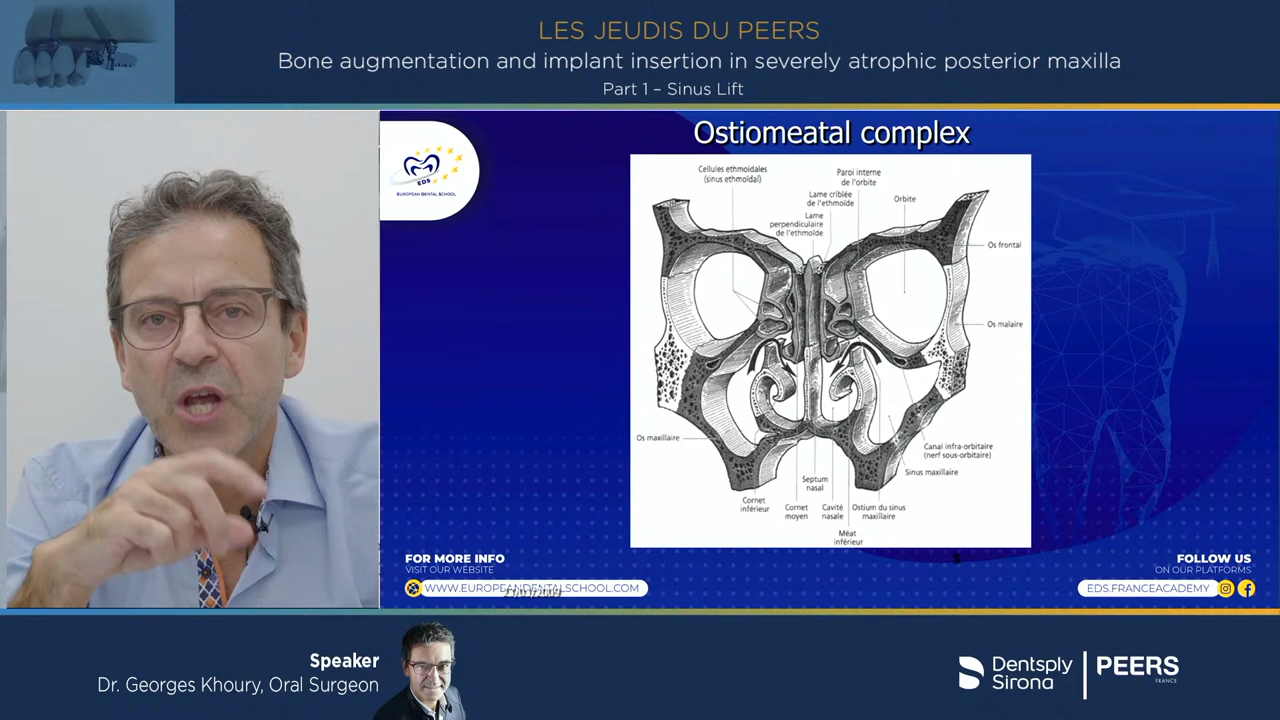 LES JEUDIS DU PEERS
Bone augmentation and implant insertion in severely atrophic posterior maxilla
Part 1 – Sinus Lift
EDS
EUROPEAN DENTAL SCHOOL
Ostiomeatal complex
Cellules ethmoïdales
(sinus ethmoïdal)
Paroi interne
de l'orbite
Lame criblée
de l'ethmoïde
Orbite
Lame
perpendiculaire
de l'ethmoïde
Os frontal
Os malaire
Os maxillaire
Canal infra-orbitaire
(nerf sous-orbitaire)
Sinus maxillaire
Septum
nasal
Cornet
inférieur
Cornet
moyen
Cavité
nasale
Ostium du sinus
maxillaire
Méat
inférieur
FOR MORE INFO
VISIT OUR WEBSITE
WWW.EUROPEANDENTALSCHOOL.COM
FOLLOW US
ON OUR PLATFORMS
EDS.FRANCEACADEMY
Speaker
Dr. Georges Khoury, Oral Surgeon
Dentsply
Sirona
PEERS
FRANCE